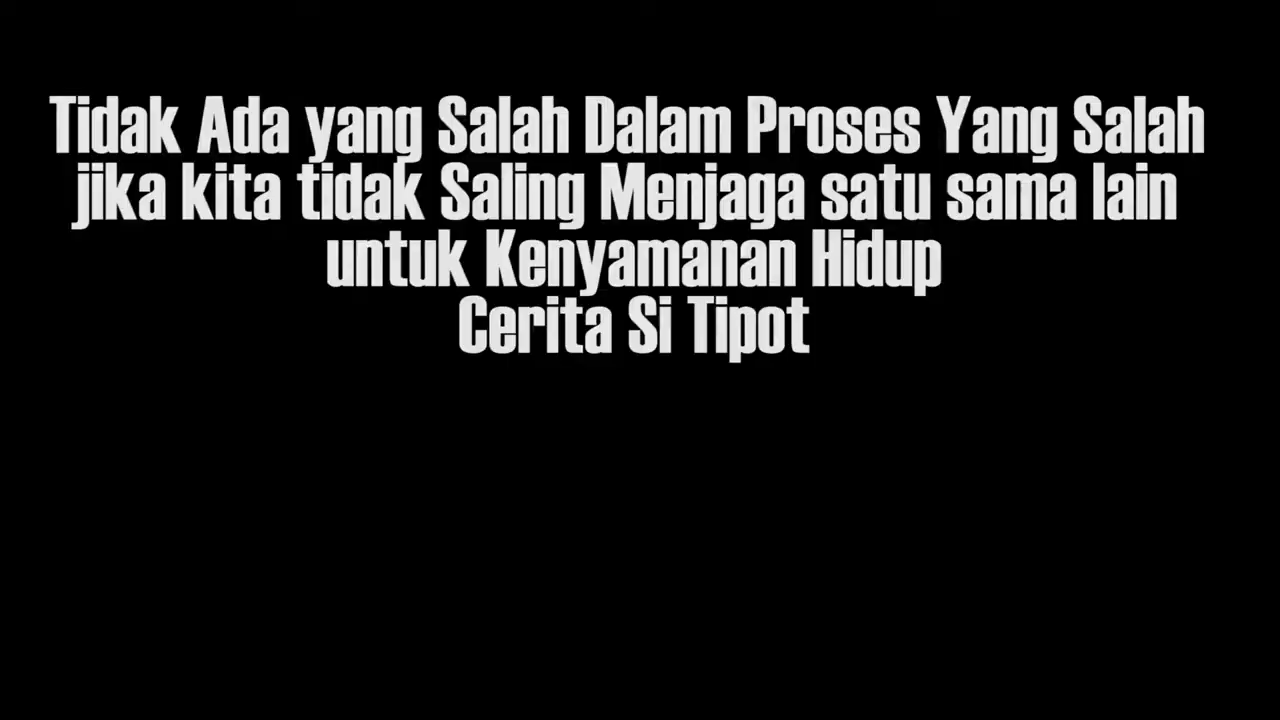 Tidak Ada yang Salah Dalam Proses Yang Salah
jika kita tidak Saling Menjaga satu sama lain
untuk Kenyamanan Hidup
Cerita Si Tipot